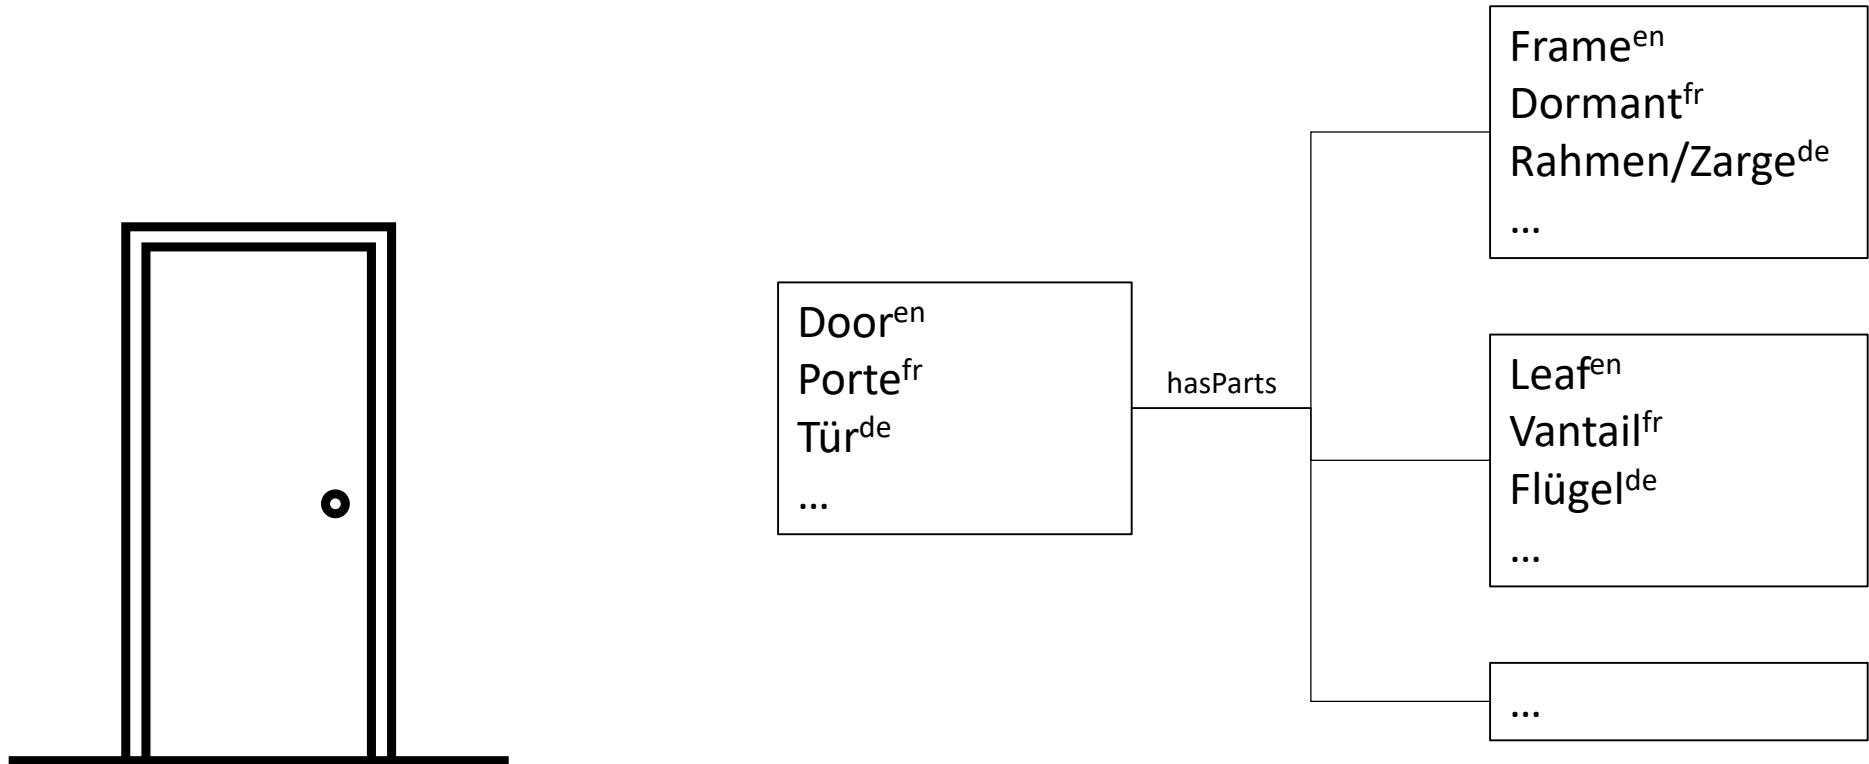 Door^en
Porte^fr
Tür^de
...
hasParts
Frame^en
Dormant^fr
Rahmen/Zarge^de
...
Leaf^en
Vantail^fr
Flügel^de
...
...